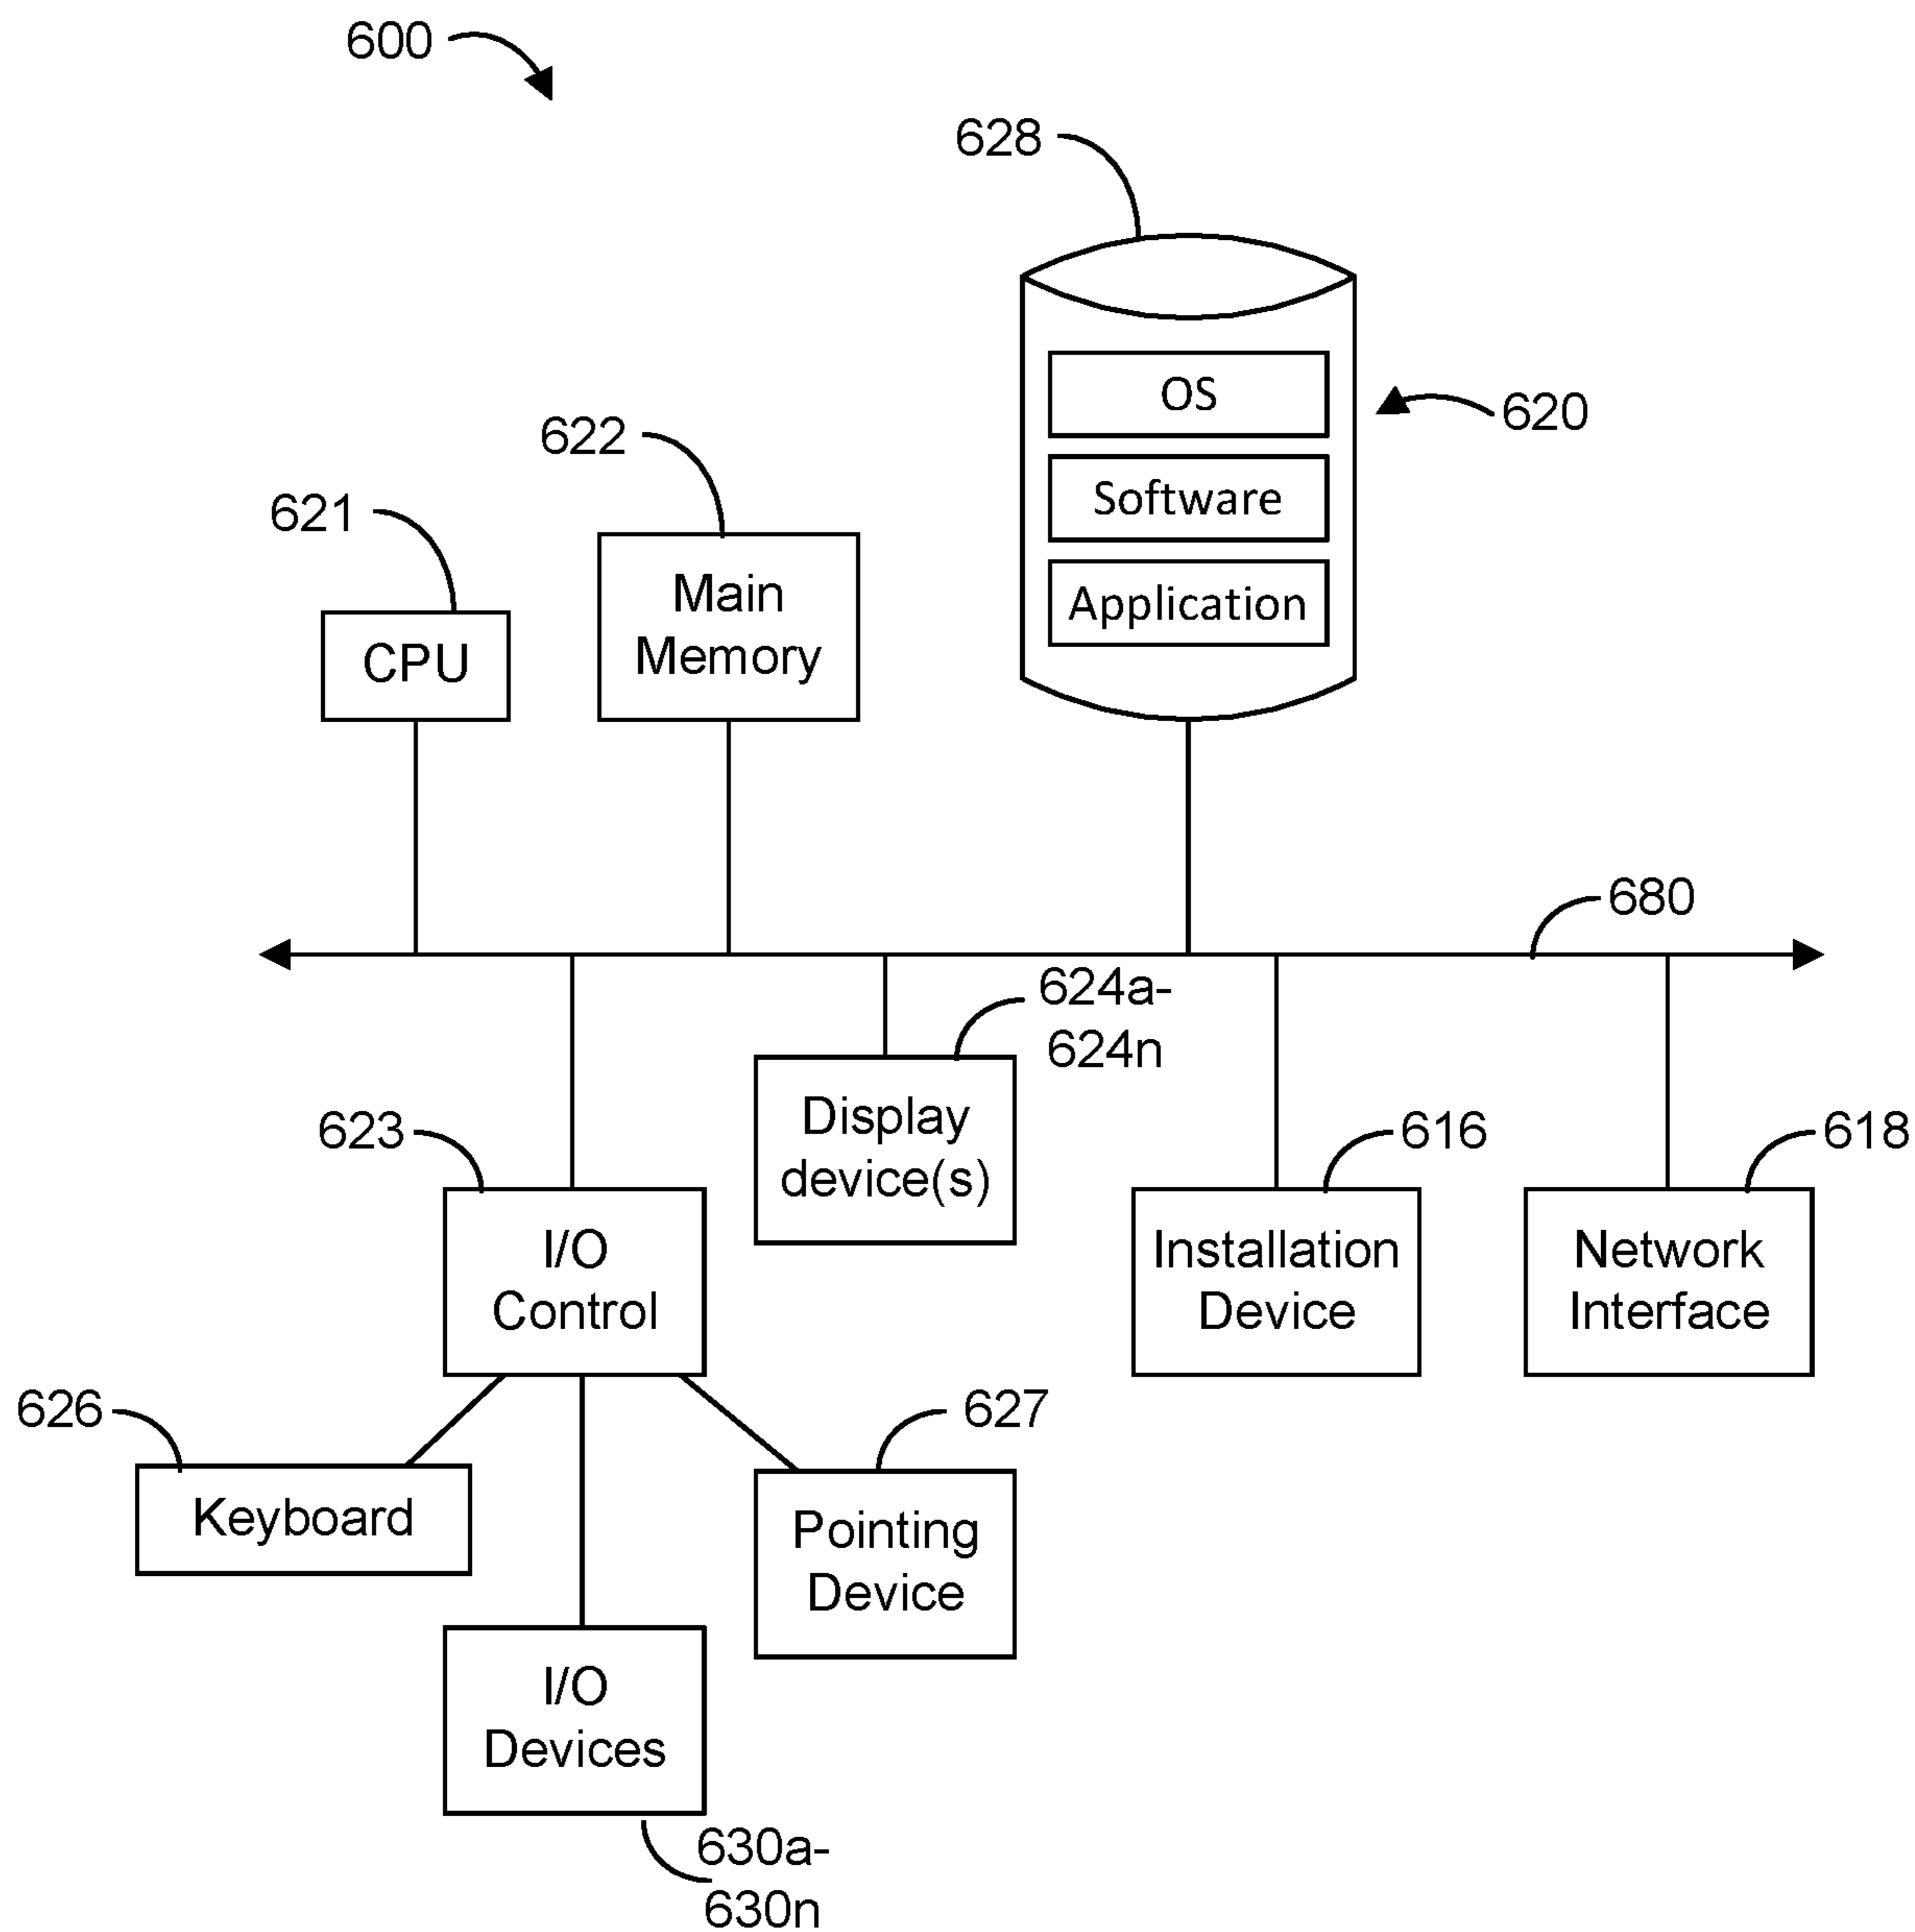 600
628
OS
620
Software
Application
622
621
Main
Memory
CPU
680
624a-
624n
Display
device(s)
623
616
618
I/O
Control
Installation
Device
Network
Interface
626
627
Keyboard
Pointing
Device
I/O
Devices
630a-
630n